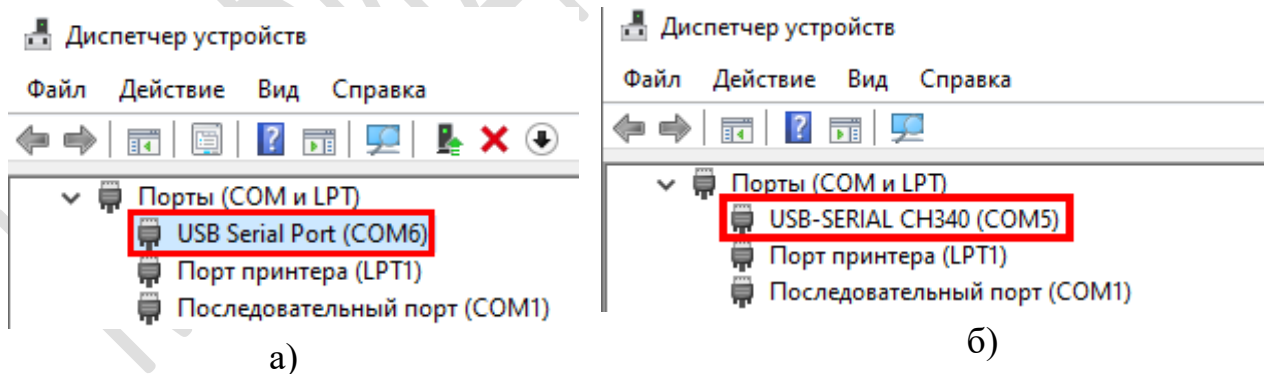 Диспетчер устройств
Файл Действие Вид Справка
Порты (COM и LPT)
USB Serial Port (COM6)
Порт принтера (LPT1)
Последовательный порт (COM1)
а)
Диспетчер устройств
Файл Действие Вид Справка
Порты (COM и LPT)
USB-SERIAL CH340 (COM5)
Порт принтера (LPT1)
Последовательный порт (COM1)
б)